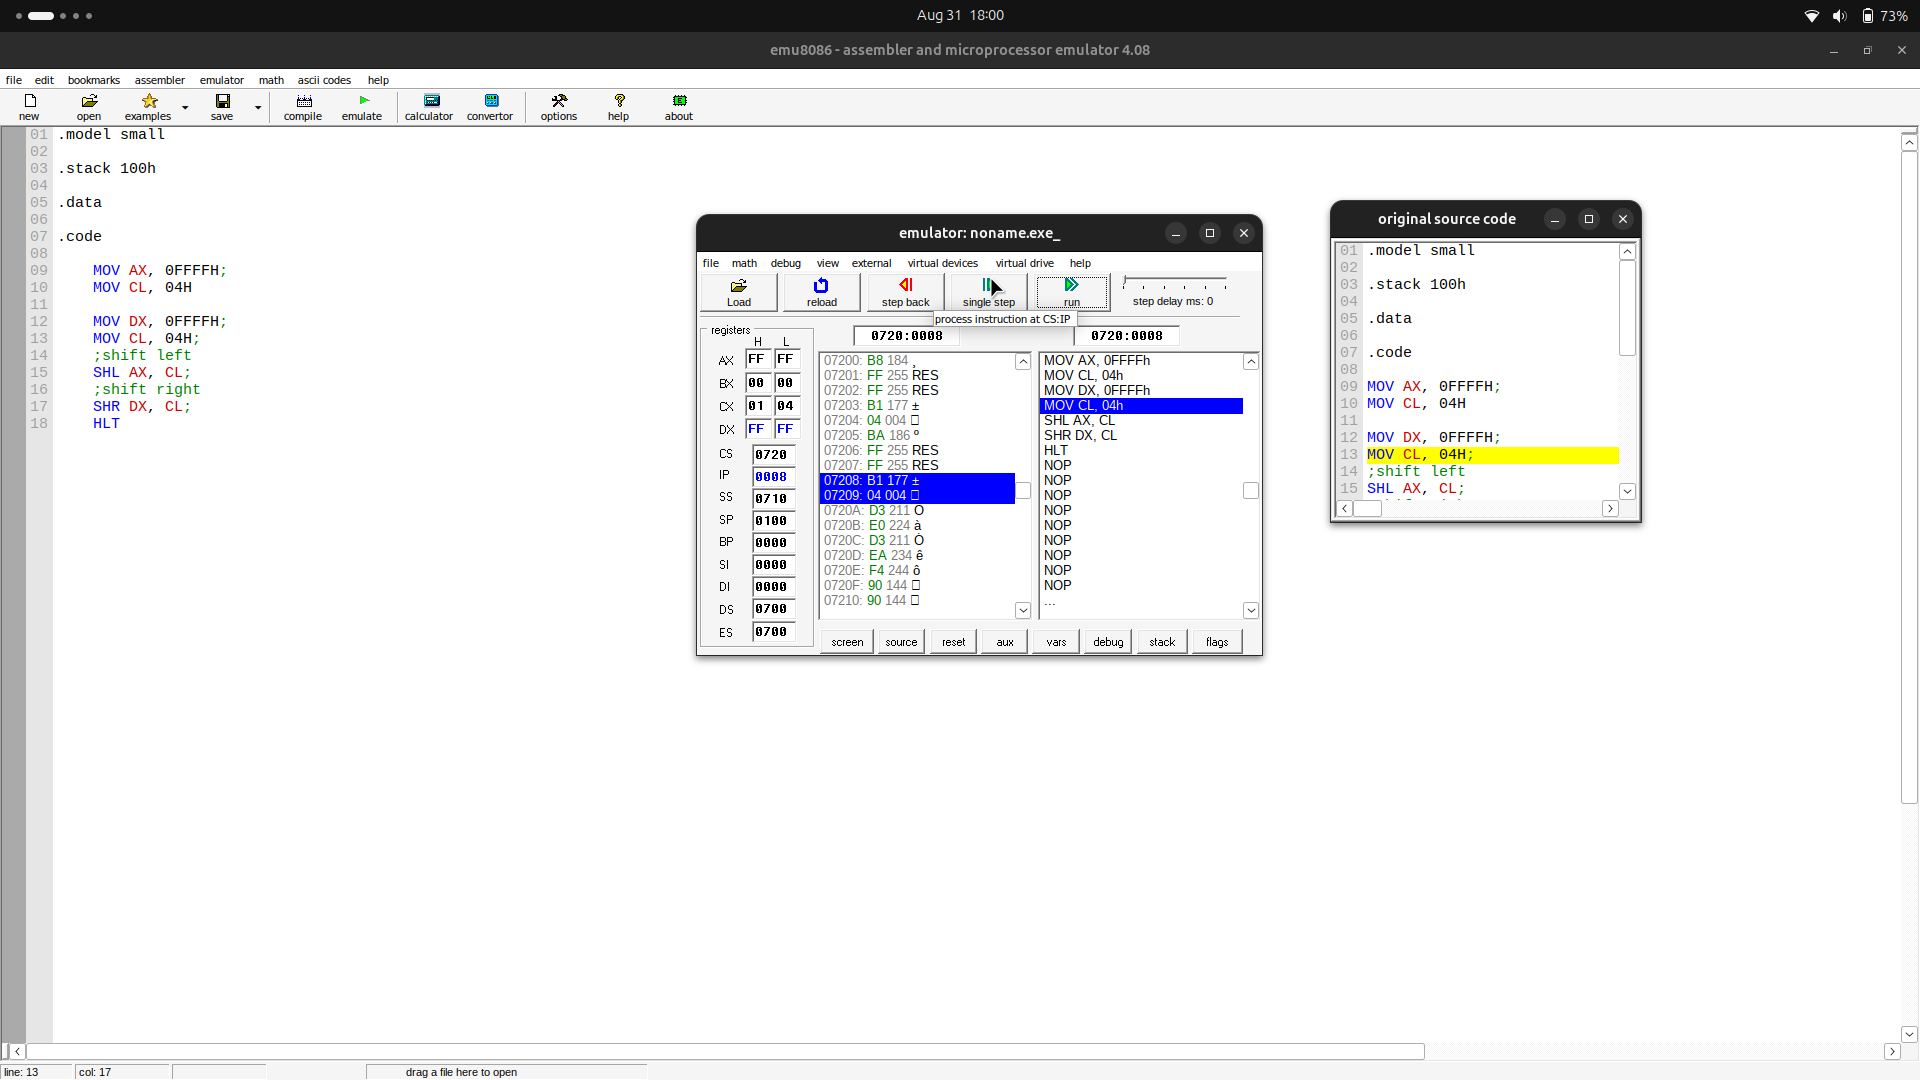 Aug 31 18:00
73%
emu8086 - assembler and microprocessor emulator 4.08
file edit bookmarks assembler emulator math ascii codes help
new open examples save compile emulate calculator convertor options help about
01 .model small
02
03 .stack 100h
04
05 .data
06
07 .code
08
09 MOV AX, 0FFFFH;
10 MOV CL, 04H
11
12 MOV DX, 0FFFFH;
13 MOV CL, 04H;
14 ;shift left
15 SHL AX, CL;
16 ;shift right
17 SHR DX, CL;
18 HLT
emulator: noname.exe_
file math debug view external virtual devices virtual drive help
Load reload step back single step run step delay ms: 0
process instruction at CS:IP
registers
H L
AX FF FF
BX 00 00
CX 01 04
DX FF FF
CS 0720
IP 0008
SS 0710
SP 0100
BP 0000
SI 0000
DI 0000
DS 0700
ES 0700
0720:0008 0720:0008
07200: B8 184 ¸
07201: FF 255 RES
07202: FF 255 RES
07203: B1 177 ±
07204: 04 004 □
07205: BA 186 º
07206: FF 255 RES
07207: FF 255 RES
07208: B1 177 ±
07209: 04 004 □
0720A: D3 211 Ó
0720B: E0 224 à
0720C: D3 211 Ó
0720D: EA 234 ê
0720E: F4 244 ô
0720F: 90 144 □
07210: 90 144 □
MOV AX, 0FFFFh
MOV CL, 04h
MOV DX, 0FFFFh
MOV CL, 04h
SHL AX, CL
SHR DX, CL
HLT
NOP
NOP
NOP
NOP
NOP
NOP
NOP
NOP
NOP
...
screen source reset aux vars debug stack flags
original source code
01 .model small
02
03 .stack 100h
04
05 .data
06
07 .code
08
09 MOV AX, 0FFFFH;
10 MOV CL, 04H
11
12 MOV DX, 0FFFFH;
13 MOV CL, 04H;
14 ;shift left
15 SHL AX, CL;
line: 13 col: 17 drag a file here to open